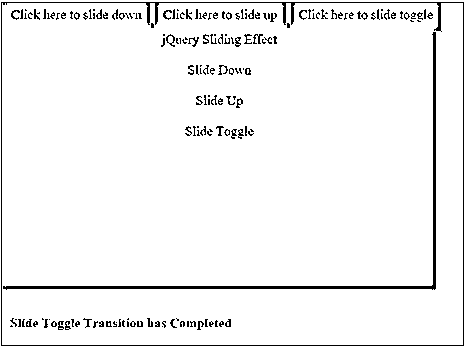 Click here to slide down Click here to slide up Click here to slide toggle
jQuery Sliding Effect
Slide Down
Slide Up
Slide Toggle
Slide Toggle Transition has Completed